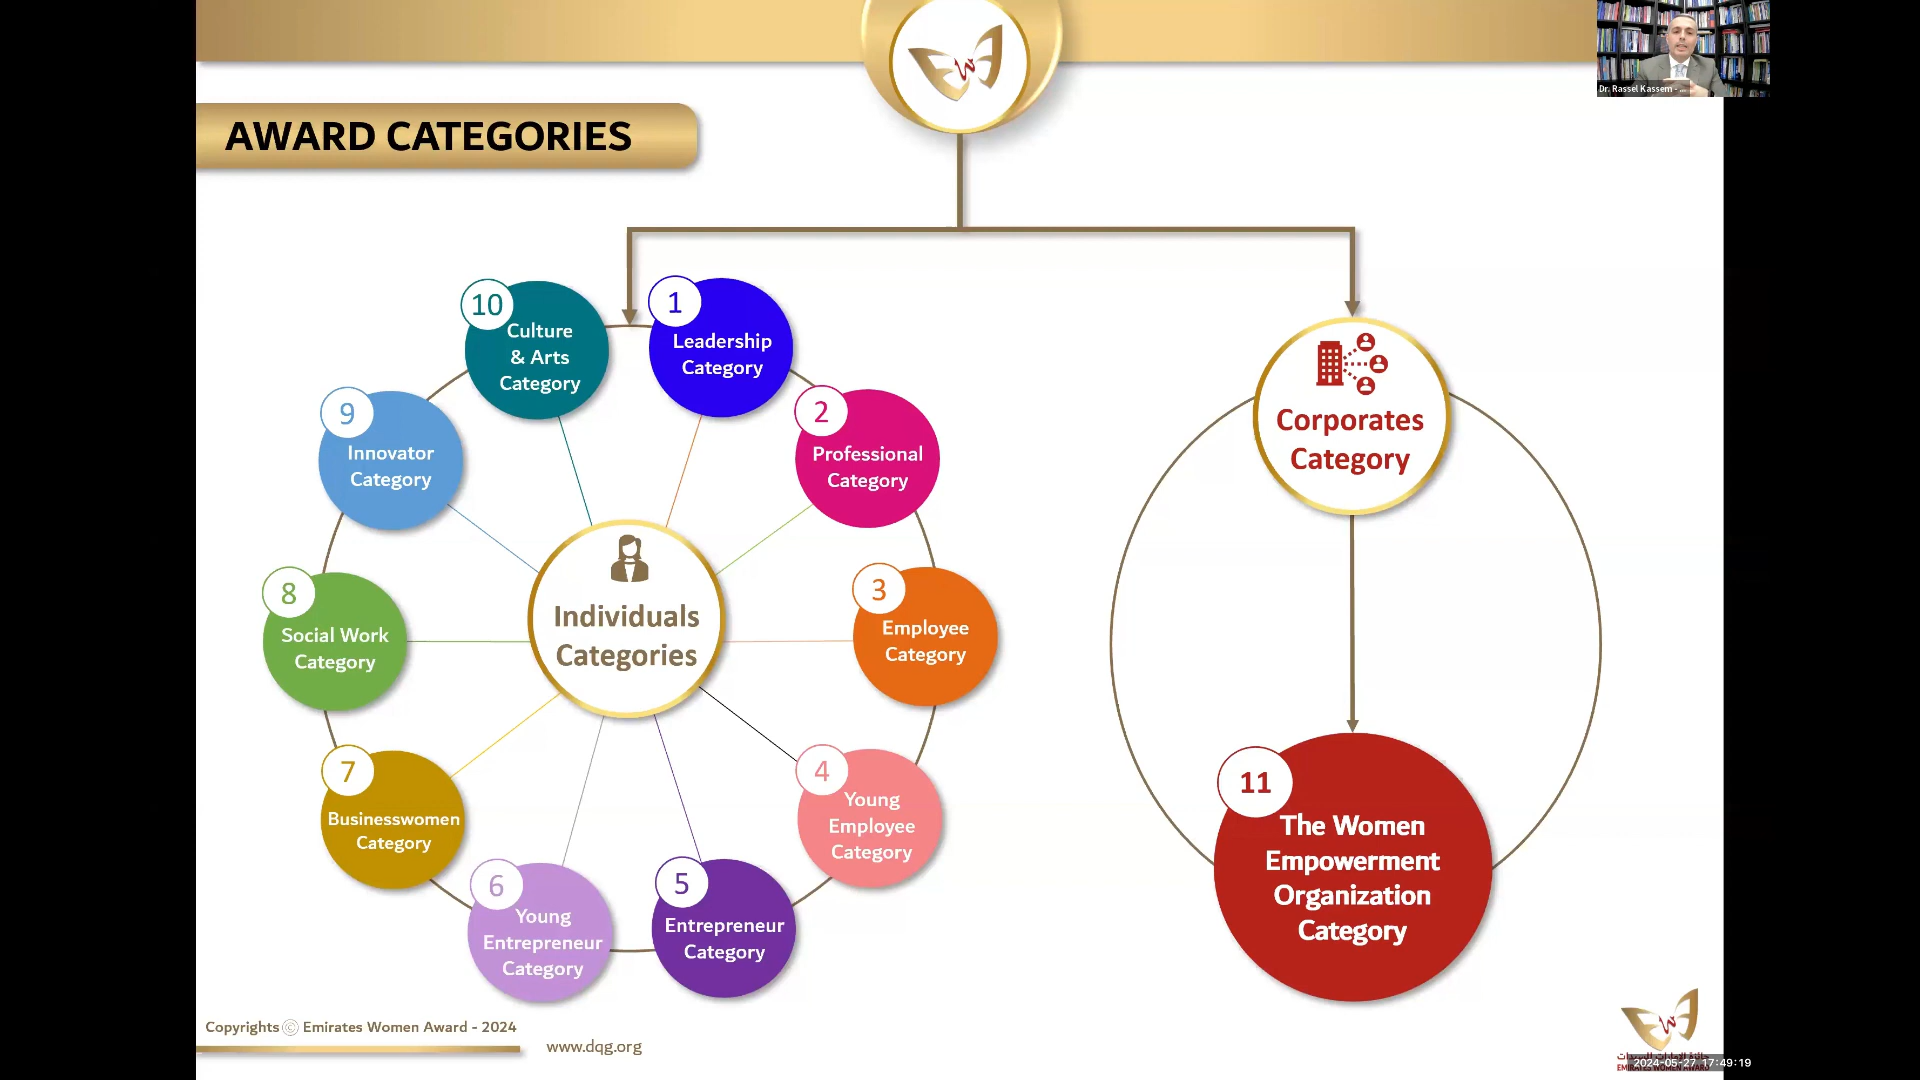 Dr. Rassel Kassem - ...
AWARD CATEGORIES
10
Culture
& Arts
Category
1
Leadership
Category
2
Professional
Category
3
Employee
Category
4
Young
Employee
Category
5
Entrepreneur
Category
6
Young
Entrepreneur
Category
7
Businesswomen
Category
8
Social Work
Category
9
Innovator
Category
Individuals
Categories
Corporates
Category
11
The Women
Empowerment
Organization
Category
Copyrights © Emirates Women Award - 2024
www.dqg.org
EMIRATES WOMEN AWARD
2024-05-27 17:49:19